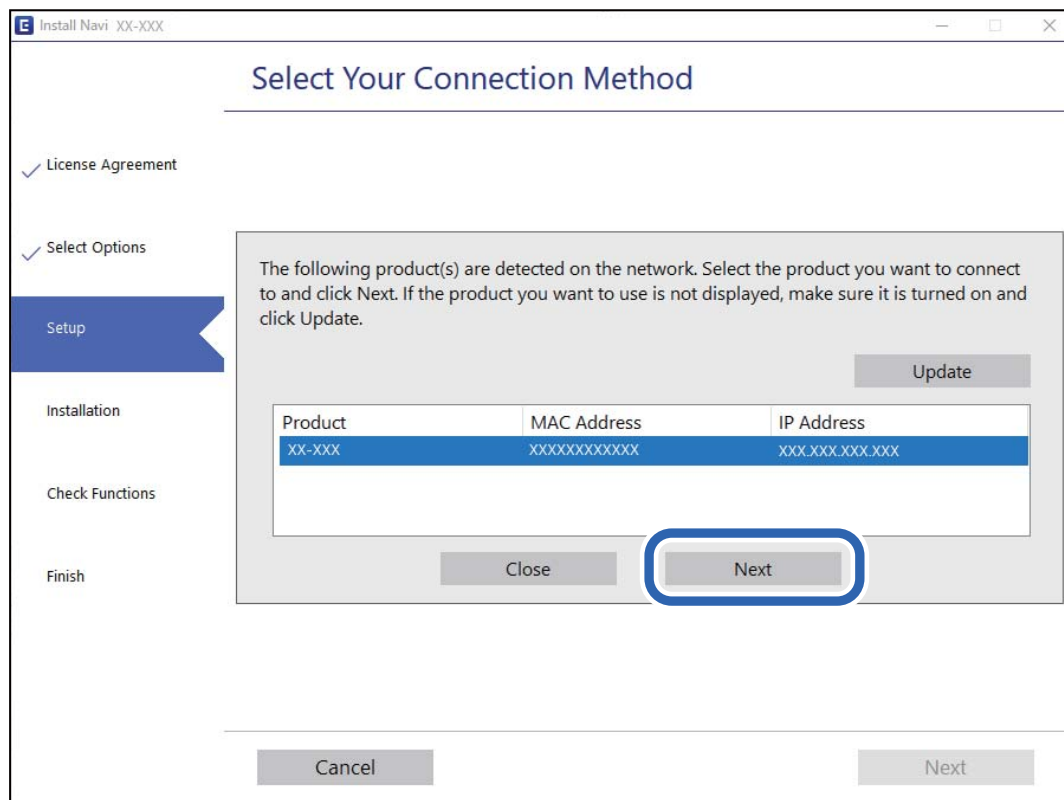 Install Navi XX-XXX
Select Your Connection Method
License Agreement
Select Options
Setup
Installation
Check Functions
Finish
The following product(s) are detected on the network. Select the product you want to connect
to and click Next. If the product you want to use is not displayed, make sure it is turned on and
click Update.
Update
Product MAC Address IP Address
XX-XXX XXXXXXXXXXXX XXX.XXX.XXX.XXX
Close Next
Cancel Next